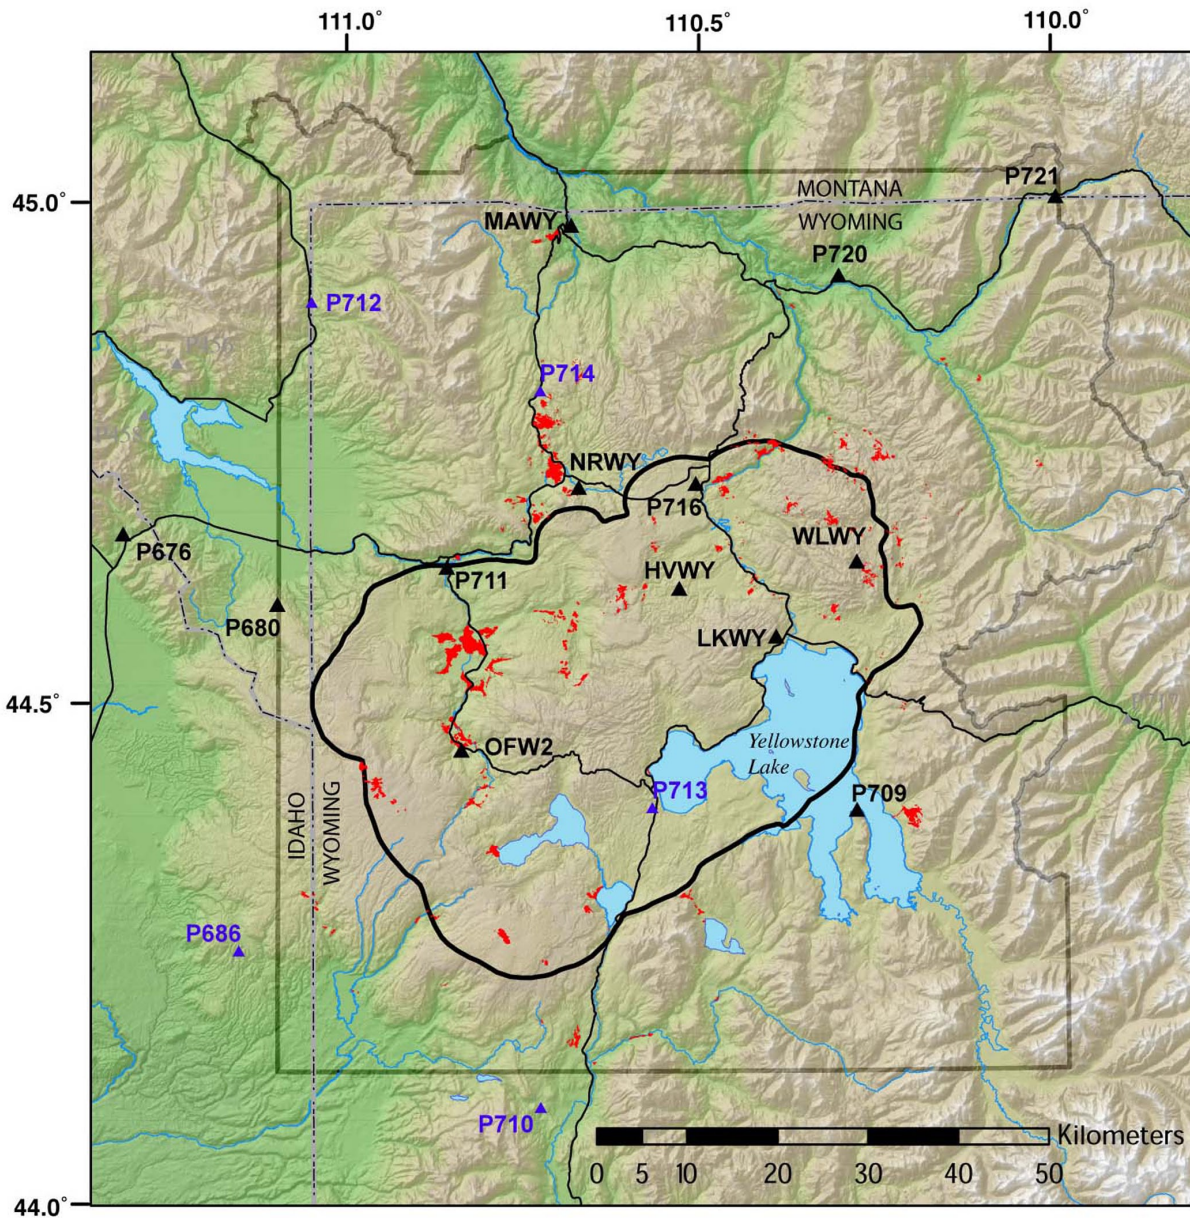 111.0° 110.5° 110.0°
45.0°
MONTANA
P721
MAWY
WYOMING
P720
P712
P714
NRWY
P716
P676
WLWY
P711
HVWY
P680
LKWY
44.5°
OFW2
Yellowstone
Lake
P713
P709
IDAHO
WYOMING
P686
P710
Kilometers
0 5 10 20 30 40 50
44.0°